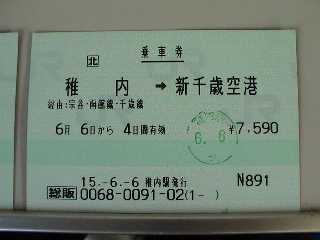 北 乗車券
稚内 → 新千歳空港
経由:宗谷・函館線・千歳線
6月 6日から 4日間有効 ¥7,590
6.-6
15.-6.-6 稚内駅発行 N891
総販 0068-0091-02(1- )